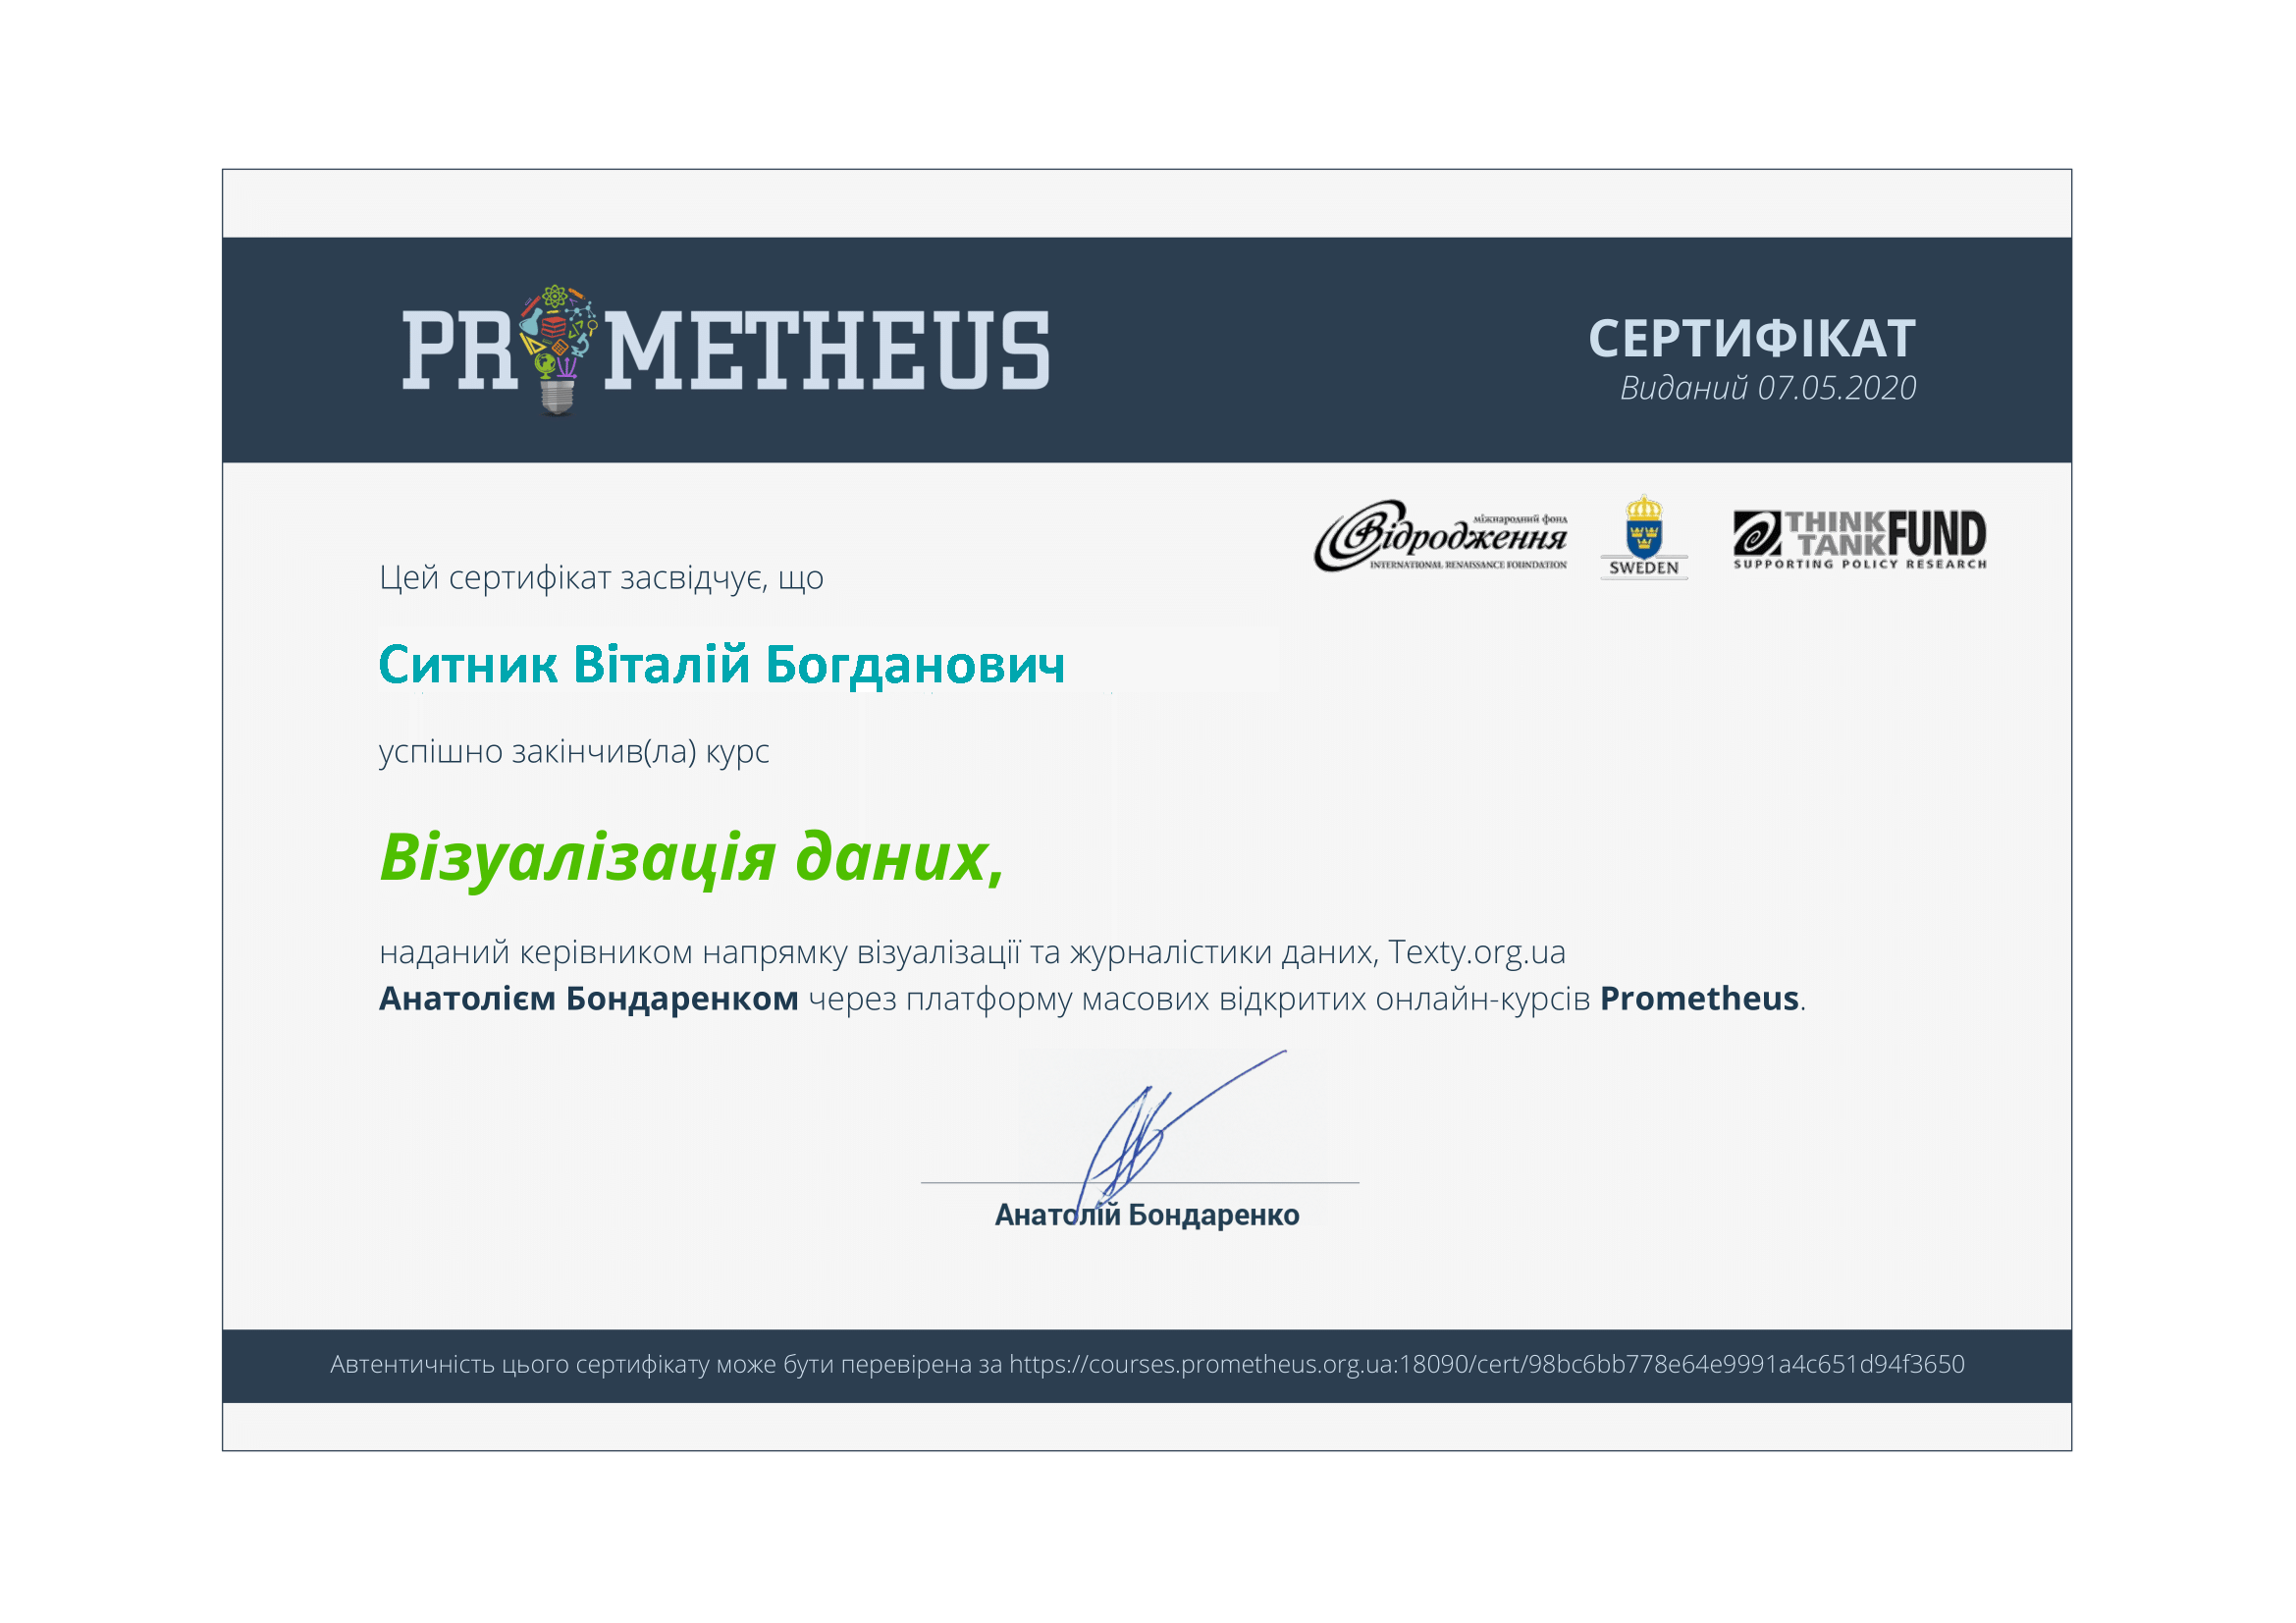 PROMETHEUS
СЕРТИФІКАТ
Виданий 07.05.2020
міжнародний фонд
Відродження
INTERNATIONAL RENAISSANCE FOUNDATION
SWEDEN
THINK TANK FUND
SUPPORTING POLICY RESEARCH
Цей сертифікат засвідчує, що
Ситник Віталій Богданович
успішно закінчив(ла) курс
Візуалізація даних,
наданий керівником напрямку візуалізації та журналістики даних, Texty.org.ua
Анатолієм Бондаренком через платформу масових відкритих онлайн-курсів Prometheus.
Анатолій Бондаренко
Автентичність цього сертифікату може бути перевірена за https://courses.prometheus.org.ua:18090/cert/98bc6bb778e64e9991a4c651d94f3650